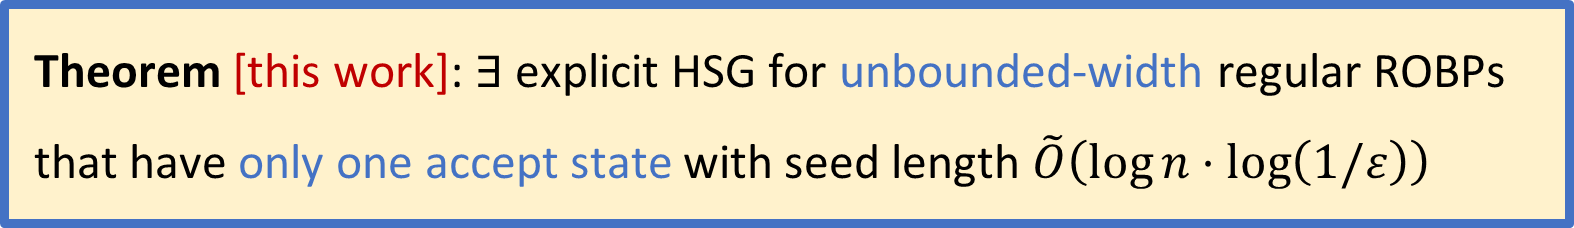 Theorem [this work]: ∃ explicit HSG for unbounded-width regular ROBPs
that have only one accept state with seed length Õ(log n · log(1/ε))